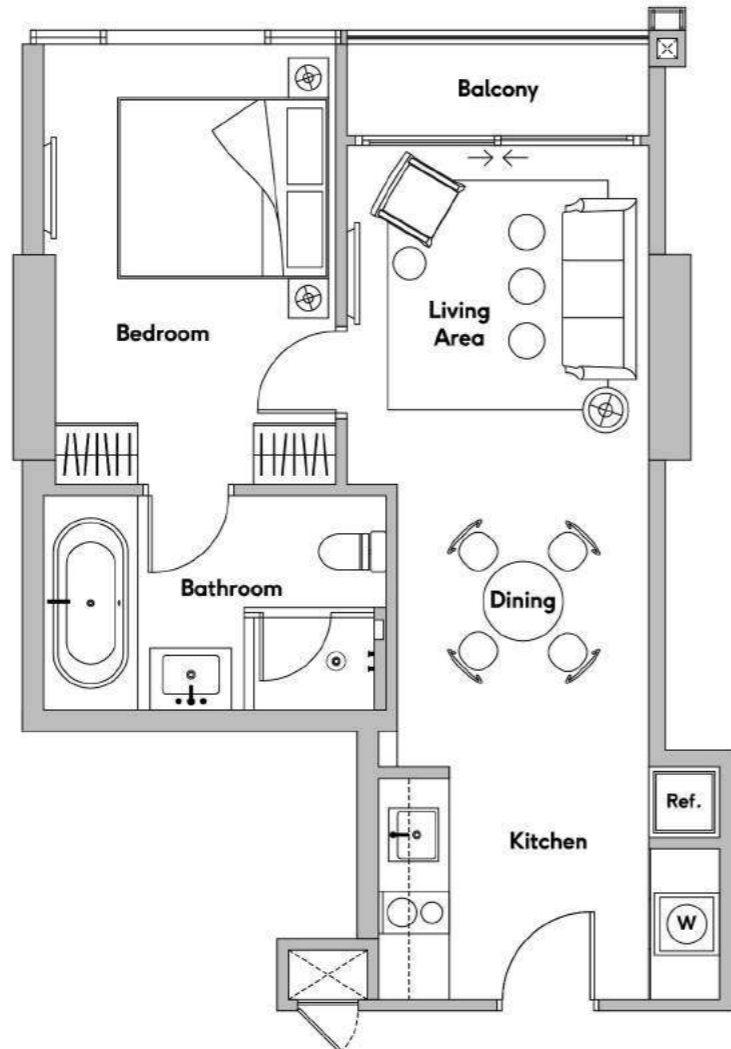 Balcony
Bedroom
Living
Area
Bathroom
Dining
Ref.
Kitchen
W